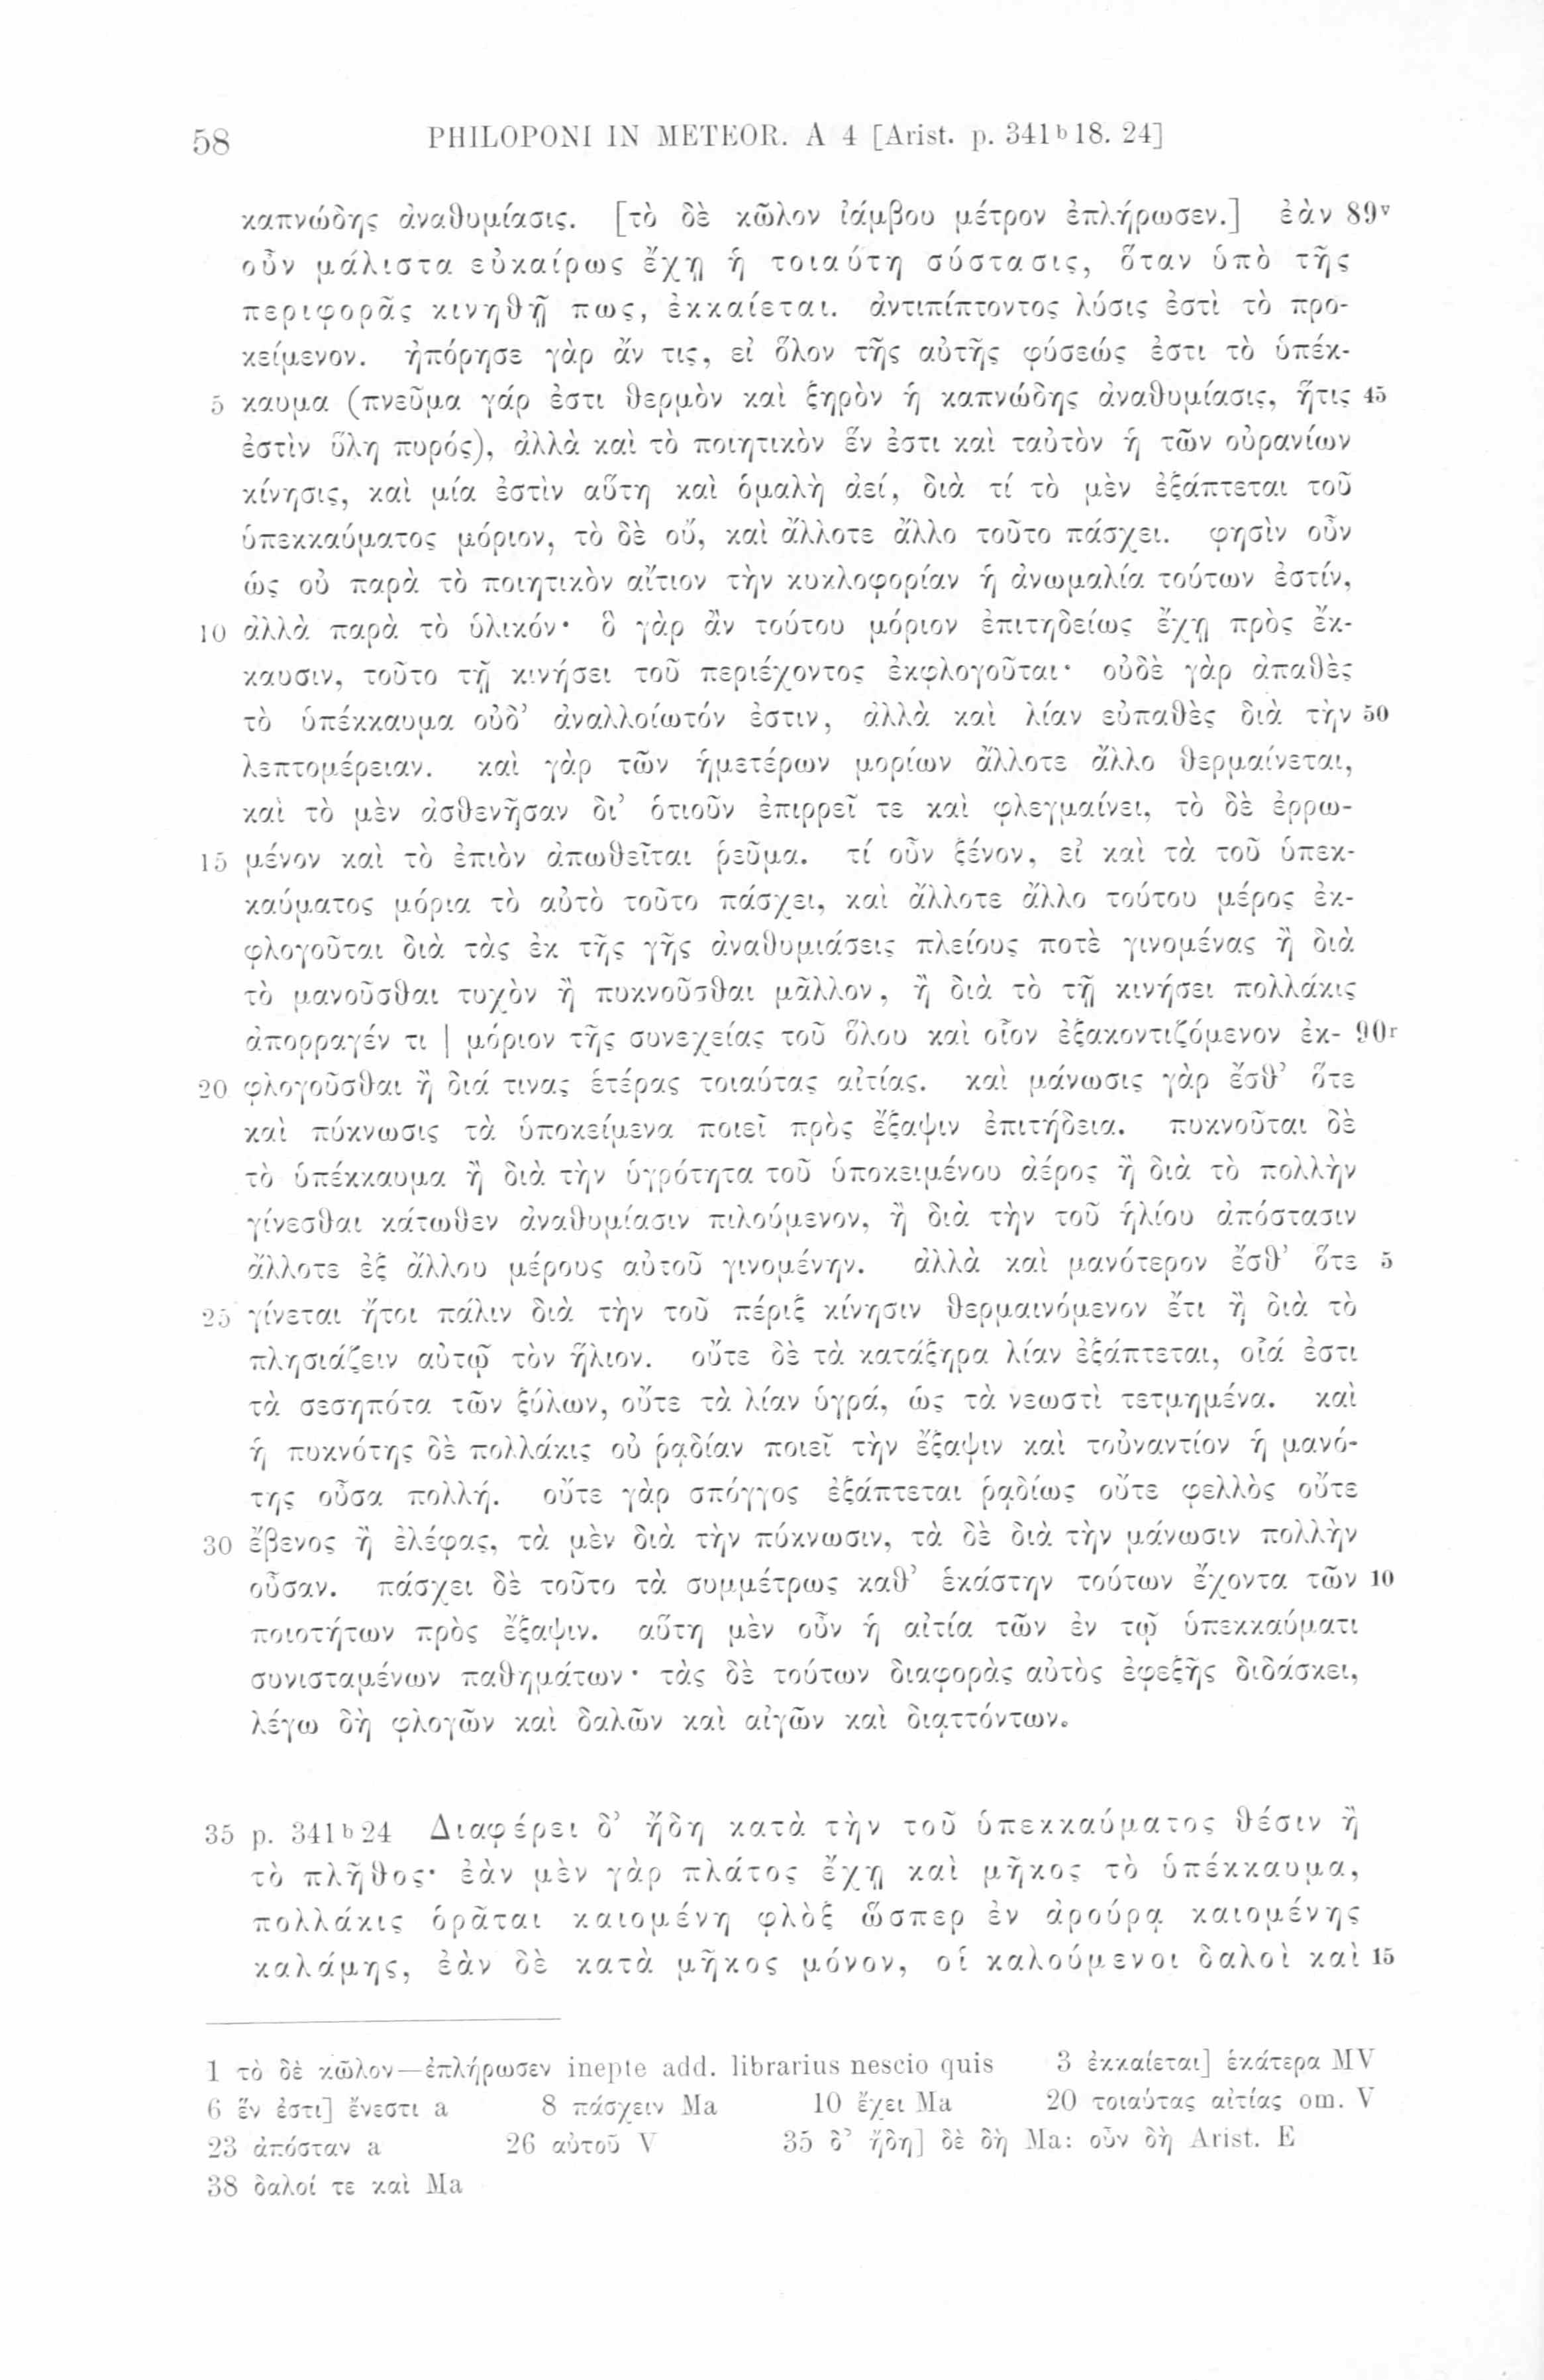 58 PHILOPONI IN METEOR. A 4 [Arist. p. 341ᵇ18. 24]
καπνώδης ἀναθυμίασις. [τὸ δὲ κῶλον ἰάμβου μέτρον ἐπλήρωσεν.] ἐὰν 89ᵛ
οὖν μάλιστα εὐκαίρως ἔχῃ ἡ τοιαύτη σύστασις, ὅταν ὑπὸ τῆς
περιφορᾶς κινηθῇ πως, ἐκκαίεται. ἀντιπίπτοντος λύσις ἐστὶ τὸ προ-
κείμενον. ἠπόρησε γὰρ ἄν τις, εἰ ὅλον τῆς αὐτῆς φύσεώς ἐστι τὸ ὑπέκ-
5 καυμα (πνεῦμα γάρ ἐστι θερμὸν καὶ ξηρὸν ἡ καπνώδης ἀναθυμίασις, ἥτις 45
ἐστὶν ὕλη πυρός), ἀλλὰ καὶ τὸ ποιητικὸν ἕν ἐστι καὶ ταὐτὸν ἡ τῶν οὐρανίων
κίνησις, καὶ μία ἐστὶν αὕτη καὶ ὁμαλὴ ἀεί, διὰ τί τὸ μὲν ἐξάπτεται τοῦ
ὑπεκκαύματος μόριον, τὸ δὲ οὔ, καὶ ἄλλοτε ἄλλο τοῦτο πάσχει. φησὶν οὖν
ὡς οὐ παρὰ τὸ ποιητικὸν αἴτιον τὴν κυκλοφορίαν ἡ ἀνωμαλία τούτων ἐστίν,
10 ἀλλὰ παρὰ τὸ ὑλικόν· ὃ γὰρ ἂν τούτου μόριον ἐπιτηδείως ἔχῃ πρὸς ἔκ-
καυσιν, τοῦτο τῇ κινήσει τοῦ περιέχοντος ἐκφλογοῦται· οὐδὲ γὰρ ἀπαθὲς
τὸ ὑπέκκαυμα οὐδ’ ἀναλλοίωτόν ἐστιν, ἀλλὰ καὶ λίαν εὐπαθὲς διὰ τὴν 50
λεπτομέρειαν. καὶ γὰρ τῶν ἡμετέρων μορίων ἄλλοτε ἄλλο θερμαίνεται,
καὶ τὸ μὲν ἀσθενῆσαν δι’ ὁτιοῦν ἐπιρρεῖ τε καὶ φλεγμαίνει, τὸ δὲ ἐρρω-
15 μένον καὶ τὸ ἐπιὸν ἀπωθεῖται ῥεῦμα. τί οὖν ξένον, εἰ καὶ τὰ τοῦ ὑπεκ-
καύματος μόρια τὸ αὐτὸ τοῦτο πάσχει, καὶ ἄλλοτε ἄλλο τούτου μέρος ἐκ-
φλογοῦται διὰ τὰς ἐκ τῆς γῆς ἀναθυμιάσεις πλείους ποτὲ γινομένας ἢ διὰ
τὸ μανοῦσθαι τυχὸν ἢ πυκνοῦσθαι μᾶλλον, ἢ διὰ τὸ τῇ κινήσει πολλάκις
ἀπορραγέν τι | μόριον τῆς συνεχείας τοῦ ὅλου καὶ οἷον ἐξακοντιζόμενον ἐκ- 90ʳ
20 φλογοῦσθαι ἢ διά τινας ἑτέρας τοιαύτας αἰτίας. καὶ μάνωσις γὰρ ἔσθ’ ὅτε
καὶ πύκνωσις τὰ ὑποκείμενα ποιεῖ πρὸς ἔξαψιν ἐπιτήδεια. πυκνοῦται δὲ
τὸ ὑπέκκαυμα ἢ διὰ τὴν ὑγρότητα τοῦ ὑποκειμένου ἀέρος ἢ διὰ τὸ πολλὴν
γίνεσθαι κάτωθεν ἀναθυμίασιν πιλούμενον, ἢ διὰ τὴν τοῦ ἡλίου ἀπόστασιν
ἄλλοτε ἐξ ἄλλου μέρους αὐτοῦ γινομένην. ἀλλὰ καὶ μανότερον ἔσθ’ ὅτε 5
25 γίνεται ἤτοι πάλιν διὰ τὴν τοῦ πέριξ κίνησιν θερμαινόμενον ἔτι ἢ διὰ τὸ
πλησιάζειν αὐτῷ τὸν ἥλιον. οὔτε δὲ τὰ κατάξηρα λίαν ἐξάπτεται, οἷά ἐστι
τὰ σεσηπότα τῶν ξύλων, οὔτε τὰ λίαν ὑγρά, ὡς τὰ νεωστὶ τετμημένα. καὶ
ἡ πυκνότης δὲ πολλάκις οὐ ῥᾳδίαν ποιεῖ τὴν ἔξαψιν καὶ τοὐναντίον ἡ μανό-
της οὖσα πολλή. οὔτε γὰρ σπόγγος ἐξάπτεται ῥᾳδίως οὔτε φελλὸς οὔτε
30 ἔβενος ἢ ἐλέφας, τὰ μὲν διὰ τὴν πύκνωσιν, τὰ δὲ διὰ τὴν μάνωσιν πολλὴν
οὖσαν. πάσχει δὲ τοῦτο τὰ συμμέτρως καθ’ ἑκάστην τούτων ἔχοντα τῶν 10
ποιοτήτων πρὸς ἔξαψιν. αὕτη μὲν οὖν ἡ αἰτία τῶν ἐν τῷ ὑπεκκαύματι
συνισταμένων παθημάτων· τὰς δὲ τούτων διαφορὰς αὐτὸς ἐφεξῆς διδάσκει,
λέγω δὴ φλογῶν καὶ δαλῶν καὶ αἰγῶν καὶ διᾳττόντων.
35 p. 341ᵇ24 Διαφέρει δ’ ἤδη κατὰ τὴν τοῦ ὑπεκκαύματος θέσιν ἢ
τὸ πλῆθος· ἐὰν μὲν γὰρ πλάτος ἔχῃ καὶ μῆκος τὸ ὑπέκκαυμα,
πολλάκις ὁρᾶται καιομένη φλὸξ ὥσπερ ἐν ἀρούρᾳ καιομένης
καλάμης, ἐὰν δὲ κατὰ μῆκος μόνον, οἱ καλούμενοι δαλοὶ καὶ 15
1 τὸ δὲ κῶλον—ἐπλήρωσεν inepte add. librarius nescio quis 3 ἐκκαίεται] ἑκάτερα MV
6 ἕν ἐστι] ἔνεστι a 8 πάσχειν Ma 10 ἔχει Ma 20 τοιαύτας αἰτίας om. V
23 ἀπόσταν a 26 αὐτοῦ V 35 δ’ ἤδη] δὲ δὴ Ma: οὖν δὴ Arist. E
38 δαλοί τε καὶ Ma